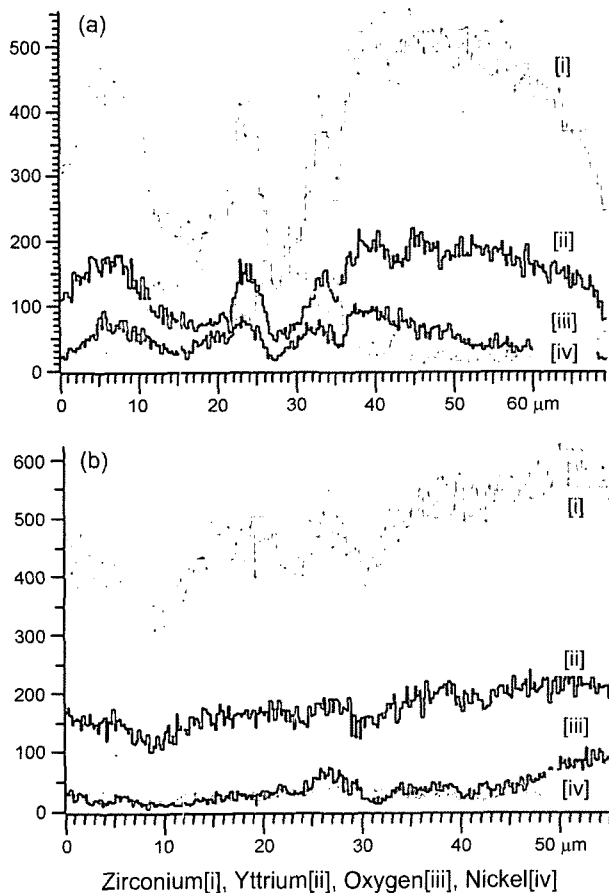 (a)
550
500
400
300
200
100
0
[i]
[ii]
[iii]
[iv]
0 10 20 30 40 50 60 μm
(b)
600
500
400
300
200
100
0
[i]
[ii]
[iii]
[iv]
0 10 20 30 40 50 μm
Zirconium[i], Yttrium[ii], Oxygen[iii], Nickel[iv]